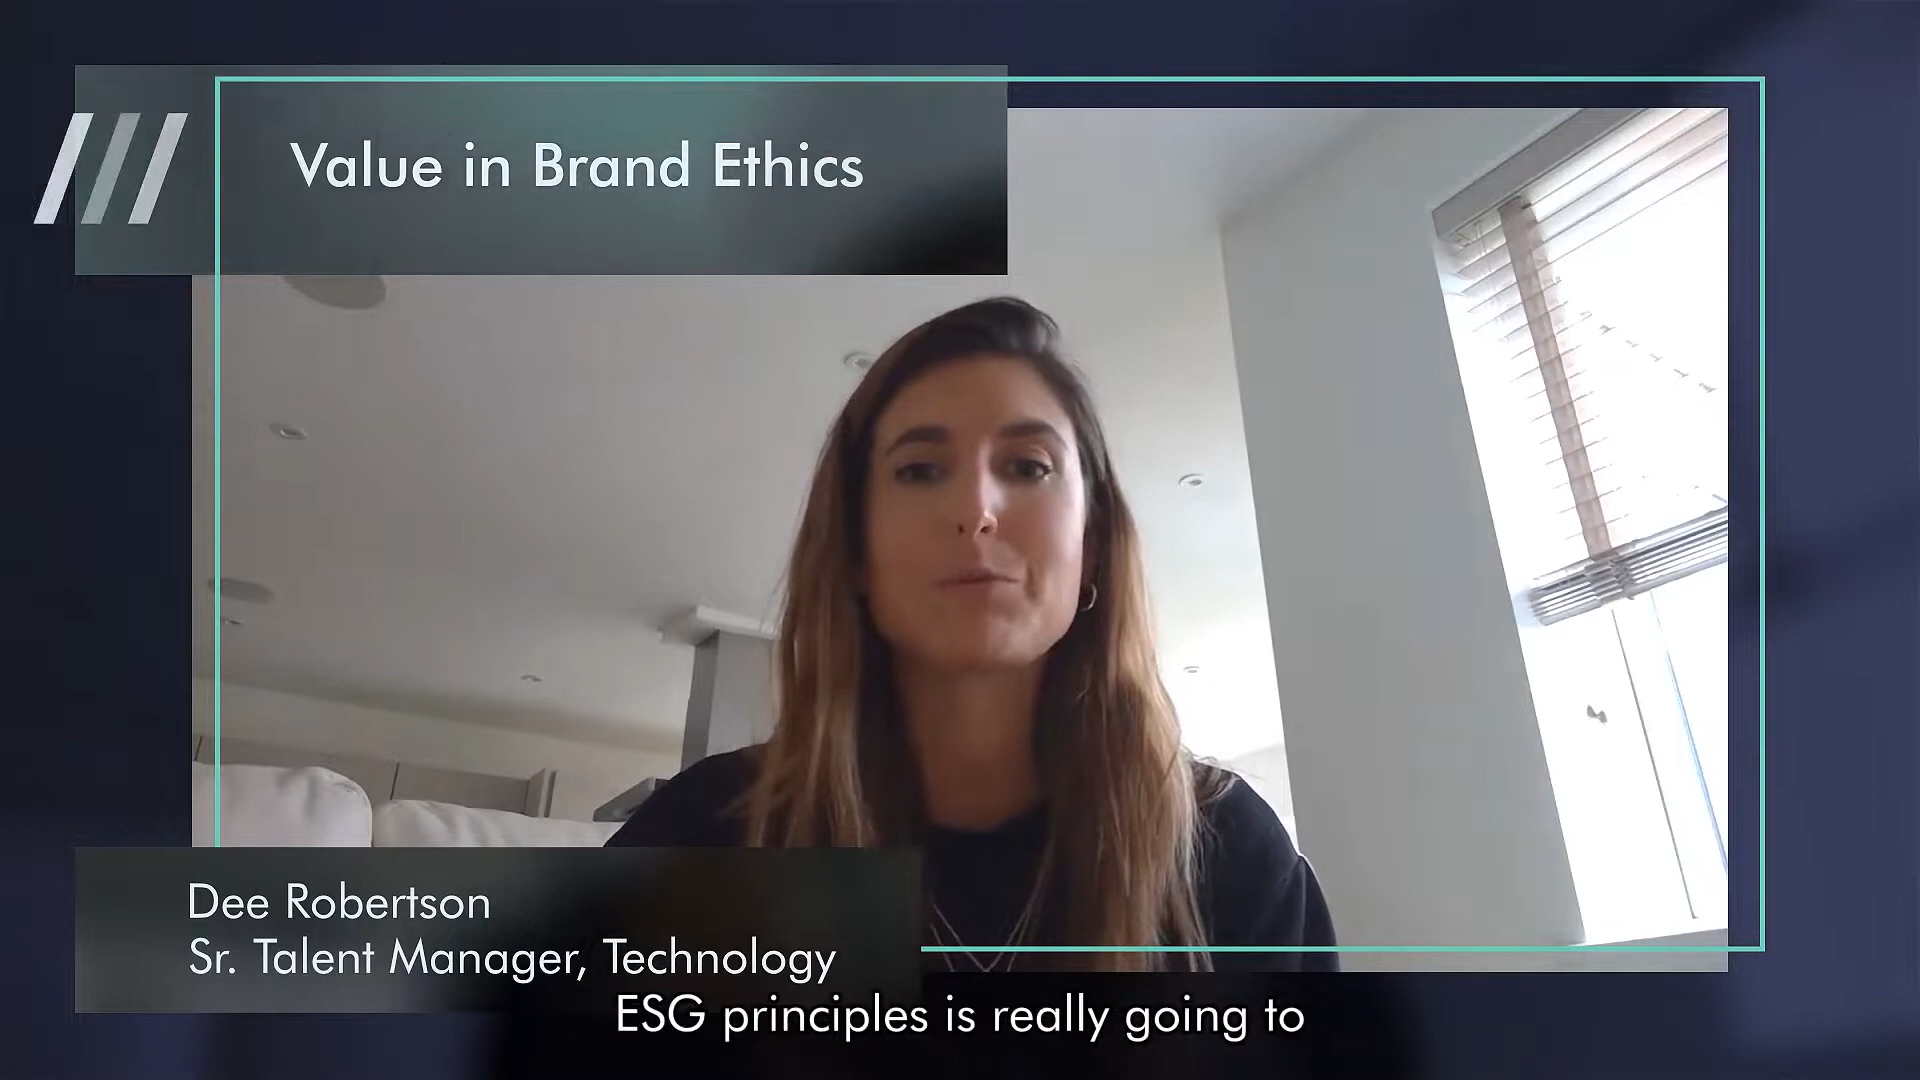 Value in Brand Ethics
Dee Robertson
Sr. Talent Manager, Technology
ESG principles is really going to